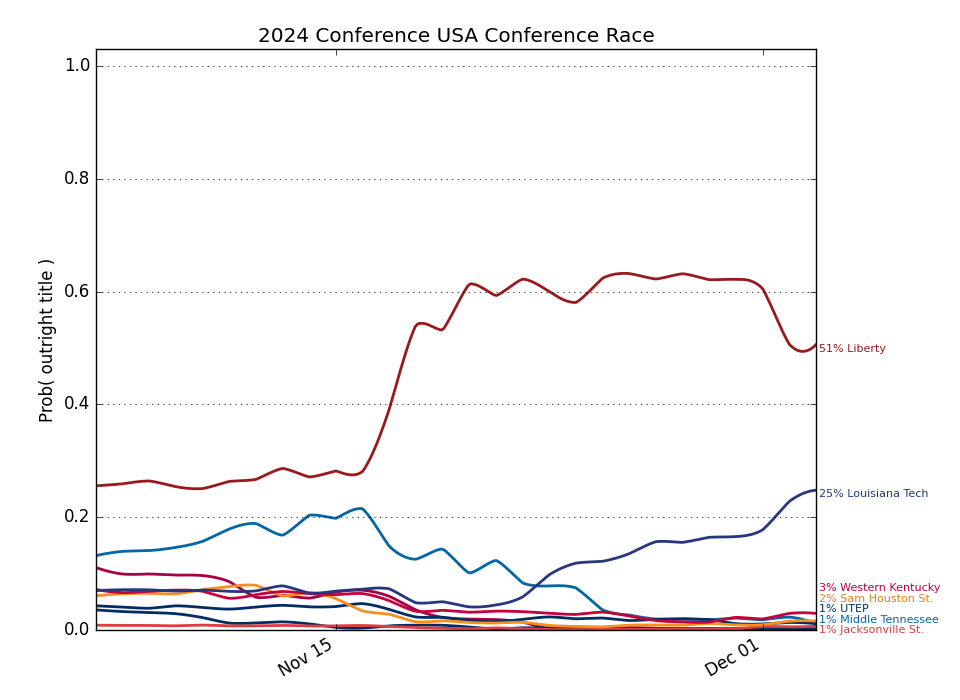 2024 Conference USA Conference Race
1.0
0.8
0.6
0.4
0.2
0.0
Prob( outright title )
Nov 15
Dec 01
51% Liberty
25% Louisiana Tech
3% Western Kentucky
2% Sam Houston St.
1% UTEP
1% Middle Tennessee
1% Jacksonville St.